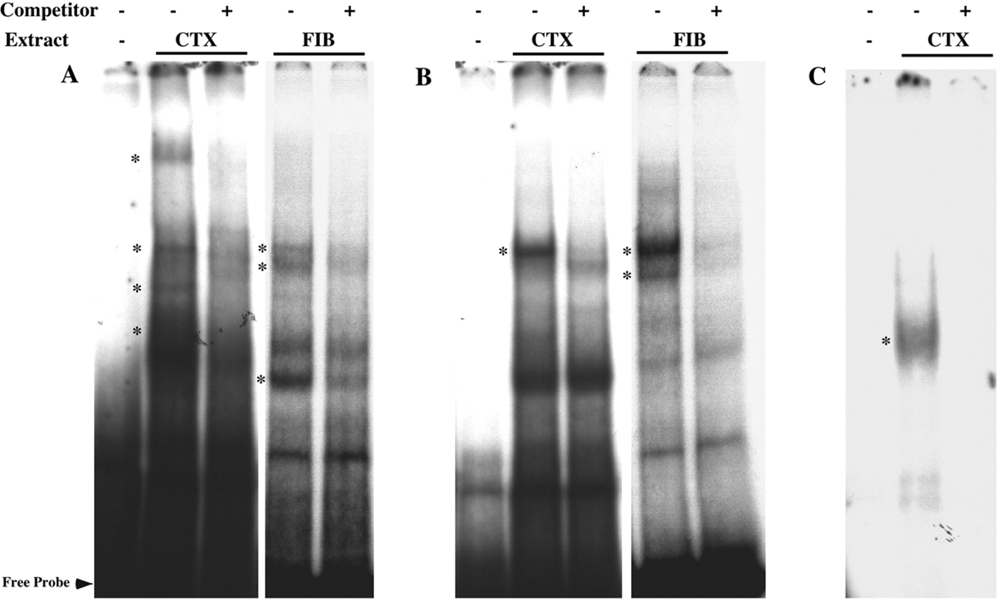 Competitor - - + - + - - + - + - - +
Extract - CTX FIB - CTX FIB - CTX
A B C
*
* *
*
* *
*
*
*
*
*
*
Free Probe